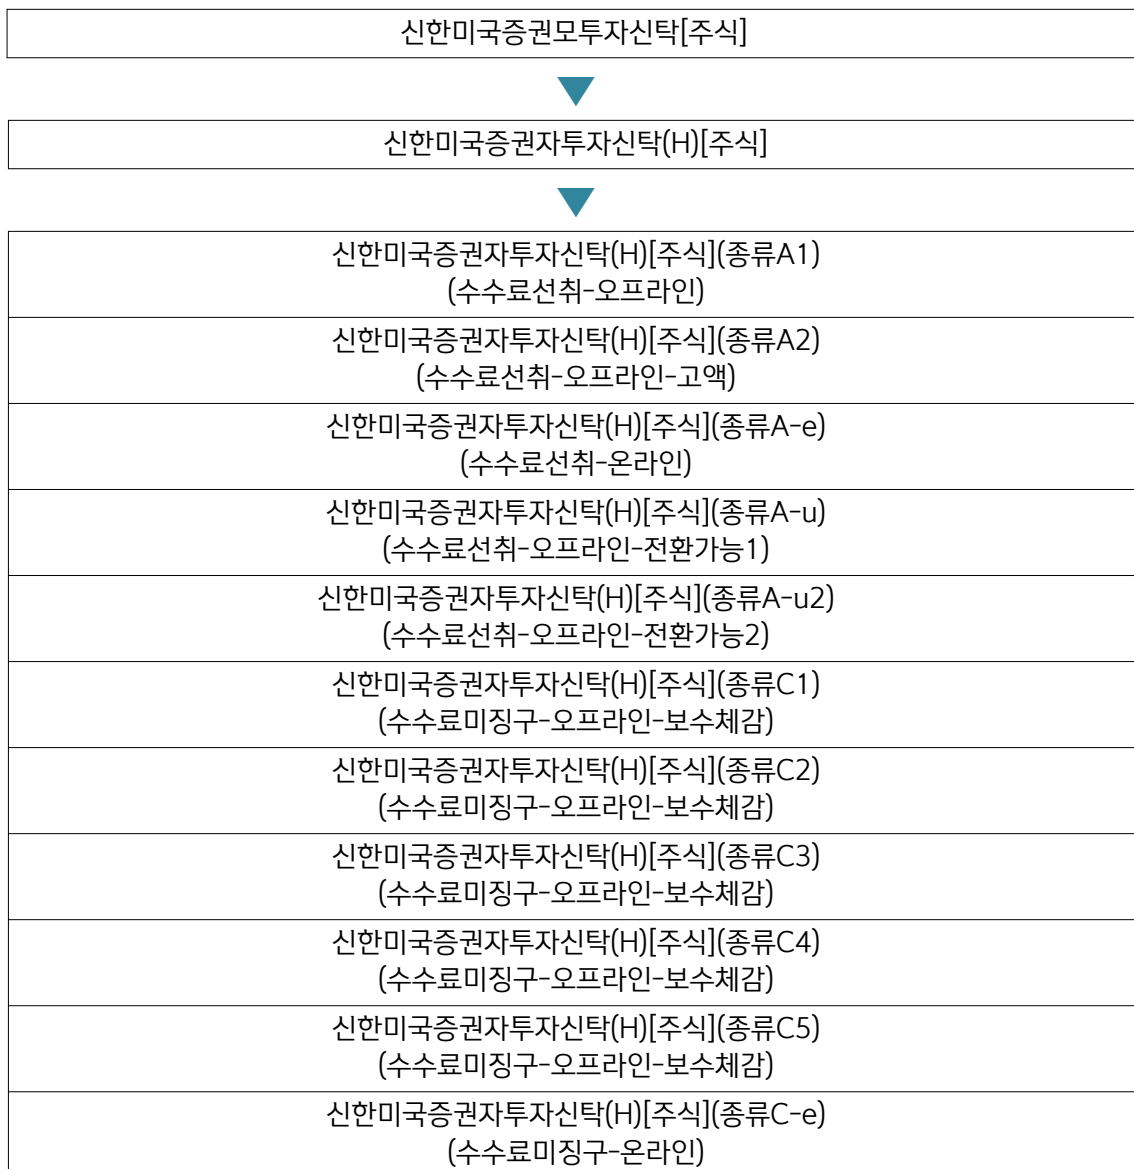 신한미국증권모투자신탁[주식]
신한미국증권자투자신탁(H)[주식]
신한미국증권자투자신탁(H)[주식](종류A1)
(수수료선취-오프라인)
신한미국증권자투자신탁(H)[주식](종류A2)
(수수료선취-오프라인-고액)
신한미국증권자투자신탁(H)[주식](종류A-e)
(수수료선취-온라인)
신한미국증권자투자신탁(H)[주식](종류A-u)
(수수료선취-오프라인-전환가능1)
신한미국증권자투자신탁(H)[주식](종류A-u2)
(수수료선취-오프라인-전환가능2)
신한미국증권자투자신탁(H)[주식](종류C1)
(수수료미징구-오프라인-보수체감)
신한미국증권자투자신탁(H)[주식](종류C2)
(수수료미징구-오프라인-보수체감)
신한미국증권자투자신탁(H)[주식](종류C3)
(수수료미징구-오프라인-보수체감)
신한미국증권자투자신탁(H)[주식](종류C4)
(수수료미징구-오프라인-보수체감)
신한미국증권자투자신탁(H)[주식](종류C5)
(수수료미징구-오프라인-보수체감)
신한미국증권자투자신탁(H)[주식](종류C-e)
(수수료미징구-온라인)